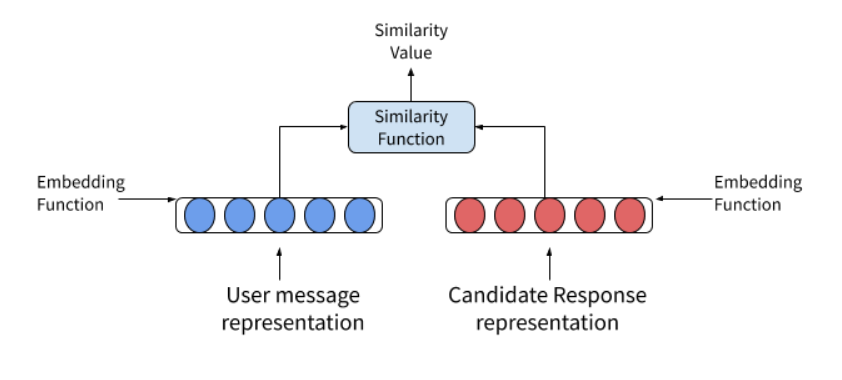 Similarity
Value
Similarity
Function
Embedding
Function
Embedding
Function
User message
representation
Candidate Response
representation